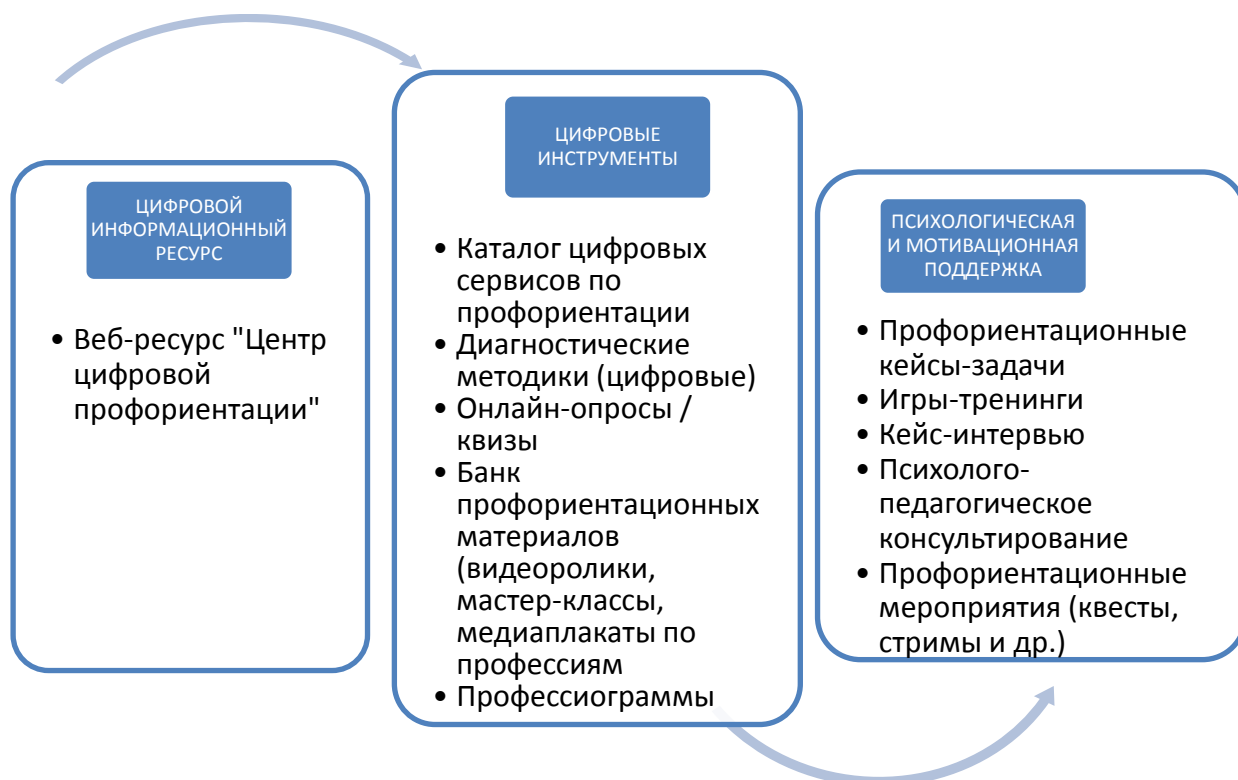 ЦИФРОВОЙ
ИНФОРМАЦИОННЫЙ
РЕСУРС
• Веб-ресурс "Центр
цифровой
профориентации"
ЦИФРОВЫЕ
ИНСТРУМЕНТЫ
• Каталог цифровых
сервисов по
профориентации
• Диагностические
методики (цифровые)
• Онлайн-опросы /
квизы
• Банк
профориентационных
материалов
(видеоролики,
мастер-классы,
медиаплакаты по
профессиям
• Профессиограммы
ПСИХОЛОГИЧЕСКАЯ
И МОТИВАЦИОННАЯ
ПОДДЕРЖКА
• Профориентационные
кейсы-задачи
• Игры-тренинги
• Кейс-интервью
• Психолого-
педагогическое
консультирование
• Профориентационные
мероприятия (квесты,
стримы и др.)